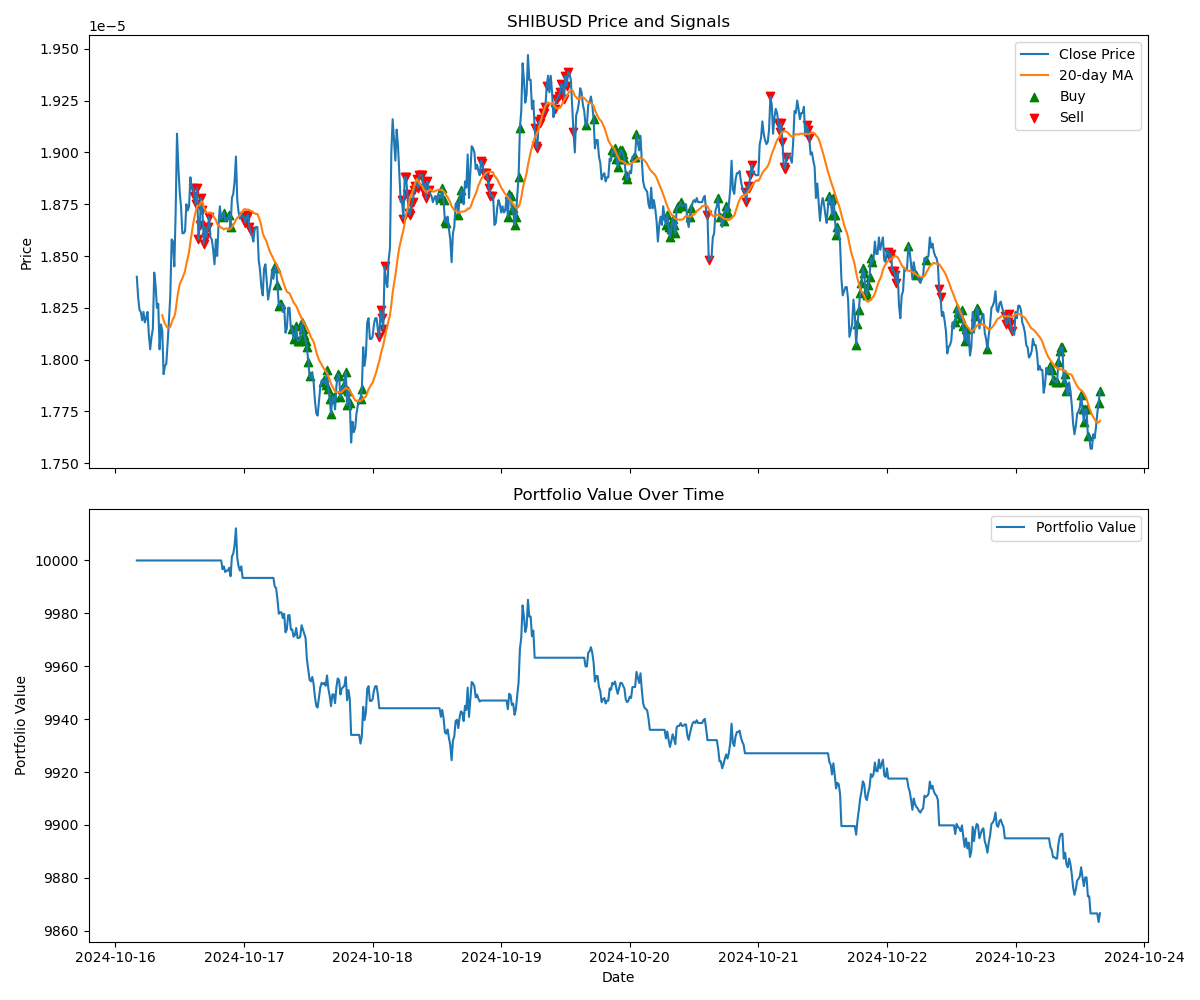 SHIBUSD Price and Signals
1e−5
1.950
1.925
1.900
1.875
1.850
1.825
1.800
1.775
1.750
Price
Close Price
20-day MA
Buy
Sell
Portfolio Value Over Time
Portfolio Value
10000
9980
9960
9940
9920
9900
9880
9860
Portfolio Value
2024-10-16
2024-10-17
2024-10-18
2024-10-19
2024-10-20
2024-10-21
2024-10-22
2024-10-23
2024-10-24
Date